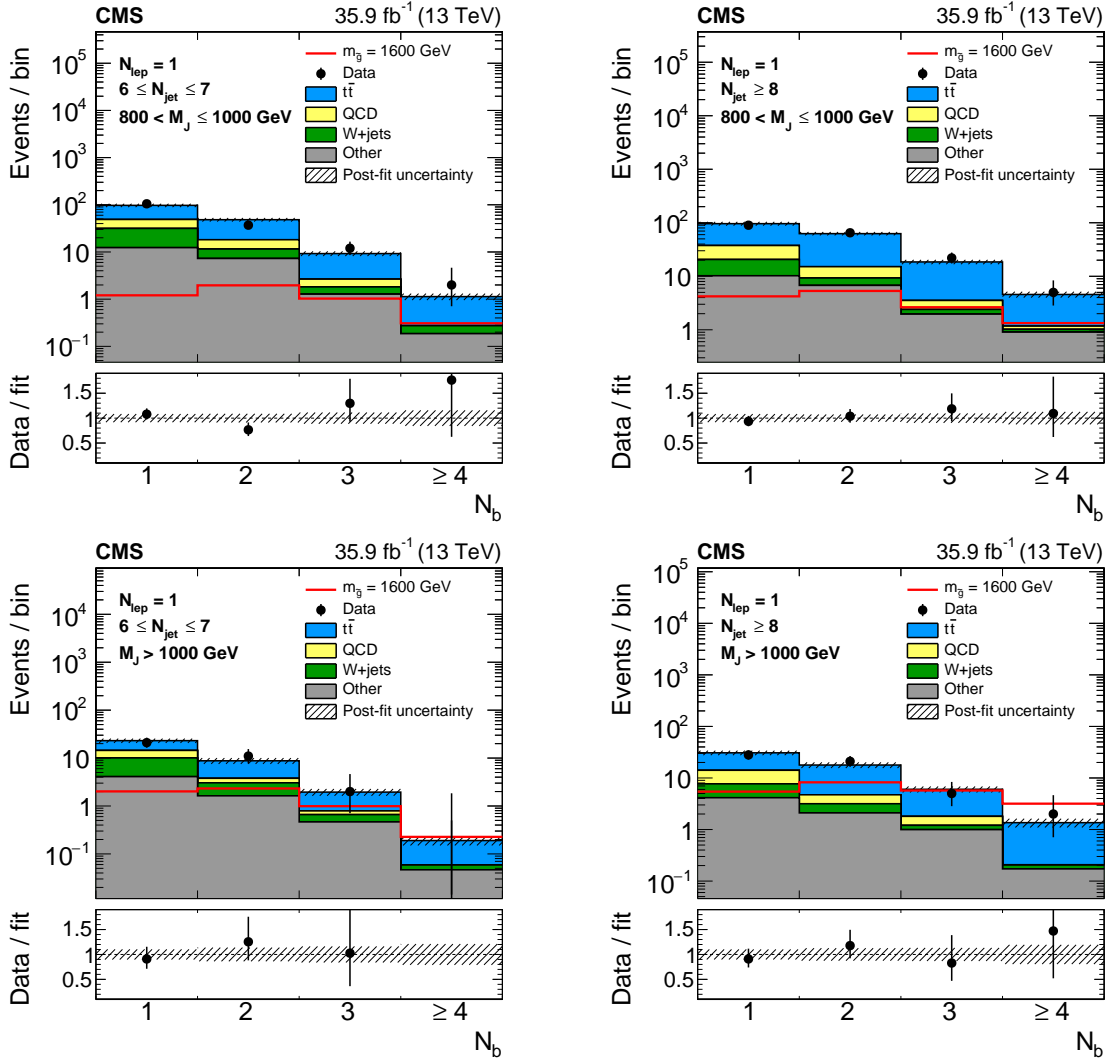 CMS 35.9 fb⁻¹ (13 TeV)
Events / bin
10⁵
10⁴
10³
10²
10
1
10⁻¹
N_lep = 1
6 ≤ N_jet ≤ 7
800 < M_J ≤ 1000 GeV
m_g̃ = 1600 GeV
Data
tt̄
QCD
W+jets
Other
Post-fit uncertainty
Data / fit
1.5
1
0.5
1 2 3 ≥ 4
N_b
CMS 35.9 fb⁻¹ (13 TeV)
Events / bin
10⁵
10⁴
10³
10²
10
1
N_lep = 1
N_jet ≥ 8
800 < M_J ≤ 1000 GeV
m_g̃ = 1600 GeV
Data
tt̄
QCD
W+jets
Other
Post-fit uncertainty
Data / fit
1.5
1
0.5
1 2 3 ≥ 4
N_b
CMS 35.9 fb⁻¹ (13 TeV)
Events / bin
10⁴
10³
10²
10
1
10⁻¹
N_lep = 1
6 ≤ N_jet ≤ 7
M_J > 1000 GeV
m_g̃ = 1600 GeV
Data
tt̄
QCD
W+jets
Other
Post-fit uncertainty
Data / fit
1.5
1
0.5
1 2 3 ≥ 4
N_b
CMS 35.9 fb⁻¹ (13 TeV)
Events / bin
10⁵
10⁴
10³
10²
10
1
10⁻¹
N_lep = 1
N_jet ≥ 8
M_J > 1000 GeV
m_g̃ = 1600 GeV
Data
tt̄
QCD
W+jets
Other
Post-fit uncertainty
Data / fit
1.5
1
0.5
1 2 3 ≥ 4
N_b